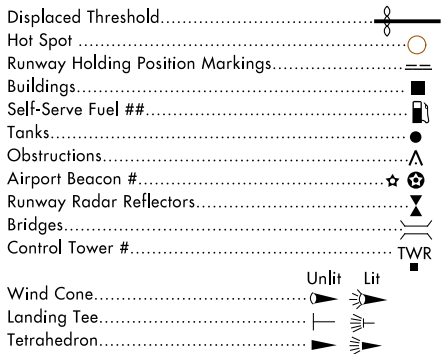 Displaced Threshold
Hot Spot
Runway Holding Position Markings
Buildings
Self-Serve Fuel ##
Tanks
Obstructions
Airport Beacon #
Runway Radar Reflectors
Bridges
Control Tower # TWR
Unlit Lit
Wind Cone
Landing Tee
Tetrahedron